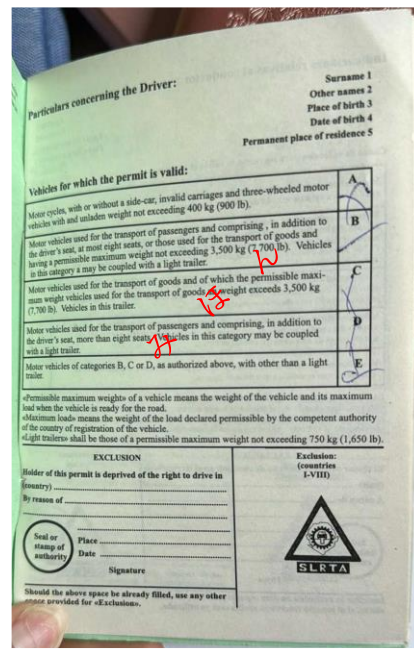 Particulars concerning the Driver:
Surname 1
Other names 2
Place of birth 3
Date of birth 4
Permanent place of residence 5
Vehicles for which the permit is valid:
Motor cycles, with or without a side-car, invalid carriages and three-wheeled motor
vehicles with and unladen weight not exceeding 400 kg (900 lb).
A
Motor vehicles used for the transport of passengers and comprising , in addition to
the driver's seat, at most eight seats, or those used for the transport of goods and
having a permissible maximum weight not exceeding 3,500 kg (7,700 lb). Vehicles
in this category a may be coupled with a light trailer.
B
Motor vehicles used for the transport of goods and of which the permissible maxi-
mum weight vehicles used for the transport of goods weight exceeds 3,500 kg
(7,700 lb). Vehicles in this trailer.
C
Motor vehicles used for the transport of passengers and comprising, in addition to
the driver's seat, more than eight seats. Vehicles in this category may be coupled
with a light trailer.
D
Motor vehicles of categories B, C or D, as authorized above, with other than a light
trailer.
E
みほん
«Permissible maximum weight» of a vehicle means the weight of the vehicle and its maximum
load when the vehicle is ready for the road.
«Maximum load» means the weight of the load declared permissible by the competent authority
of the country of registration of the vehicle.
«Light trailers» shall be those of a permissible maximum weight not exceeding 750 kg (1,650 lb).
EXCLUSION
Holder of this permit is deprived of the right to drive in
(country)
By reason of
Seal or
stamp of
authority
Place
Date
Signature
Should the above space be already filled, use any other
space provided for «Exclusion».
Exclusion:
(countries
I-VIII)
SLRTA